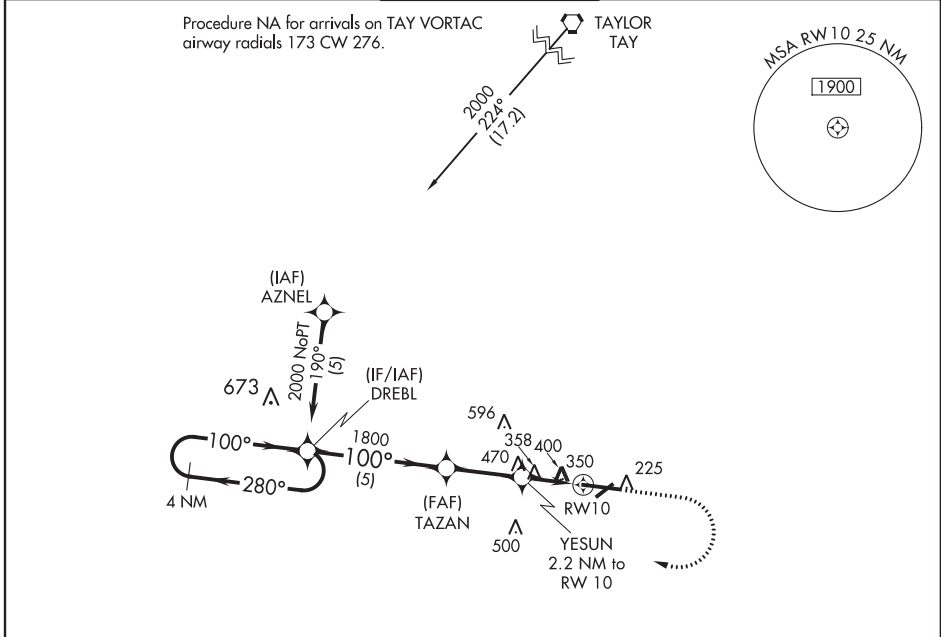 Procedure NA for arrivals on TAY VORTAC
airway radials 173 CW 276.
TAYLOR
TAY
2000
224°
(17.2)
MSA RW10 25 NM
1900
(IAF)
AZNEL
2000 NoPT
190°
(5)
673
(IF/IAF)
DREBL
100°
280°
4 NM
1800
100°
(5)
(FAF)
TAZAN
596
358
400
470
350
225
RW10
500
YESUN
2.2 NM to
RW 10